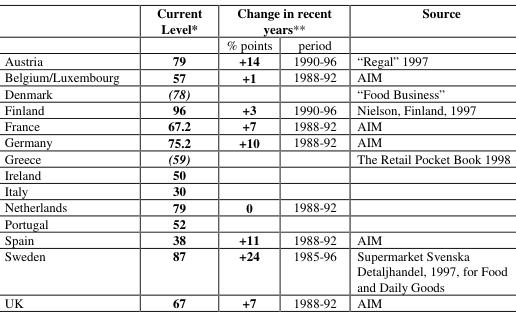 Current Level* Change in recent years** Source
% points period
Austria 79 +14 1990-96 “Regal” 1997
Belgium/Luxembourg 57 +1 1988-92 AIM
Denmark (78) “Food Business”
Finland 96 +3 1990-96 Nielson, Finland, 1997
France 67.2 +7 1988-92 AIM
Germany 75.2 +10 1988-92 AIM
Greece (59) The Retail Pocket Book 1998
Ireland 50
Italy 30
Netherlands 79 0 1988-92
Portugal 52
Spain 38 +11 1988-92 AIM
Sweden 87 +24 1985-96 Supermarket Svenska
Detaljhandel, 1997, for Food
and Daily Goods
UK 67 +7 1988-92 AIM